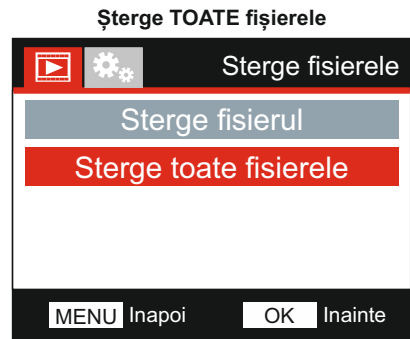 Șterge TOATE fișierele
Sterge fisierele
Sterge fisierul
Sterge toate fisierele
MENU Inapoi OK Inainte